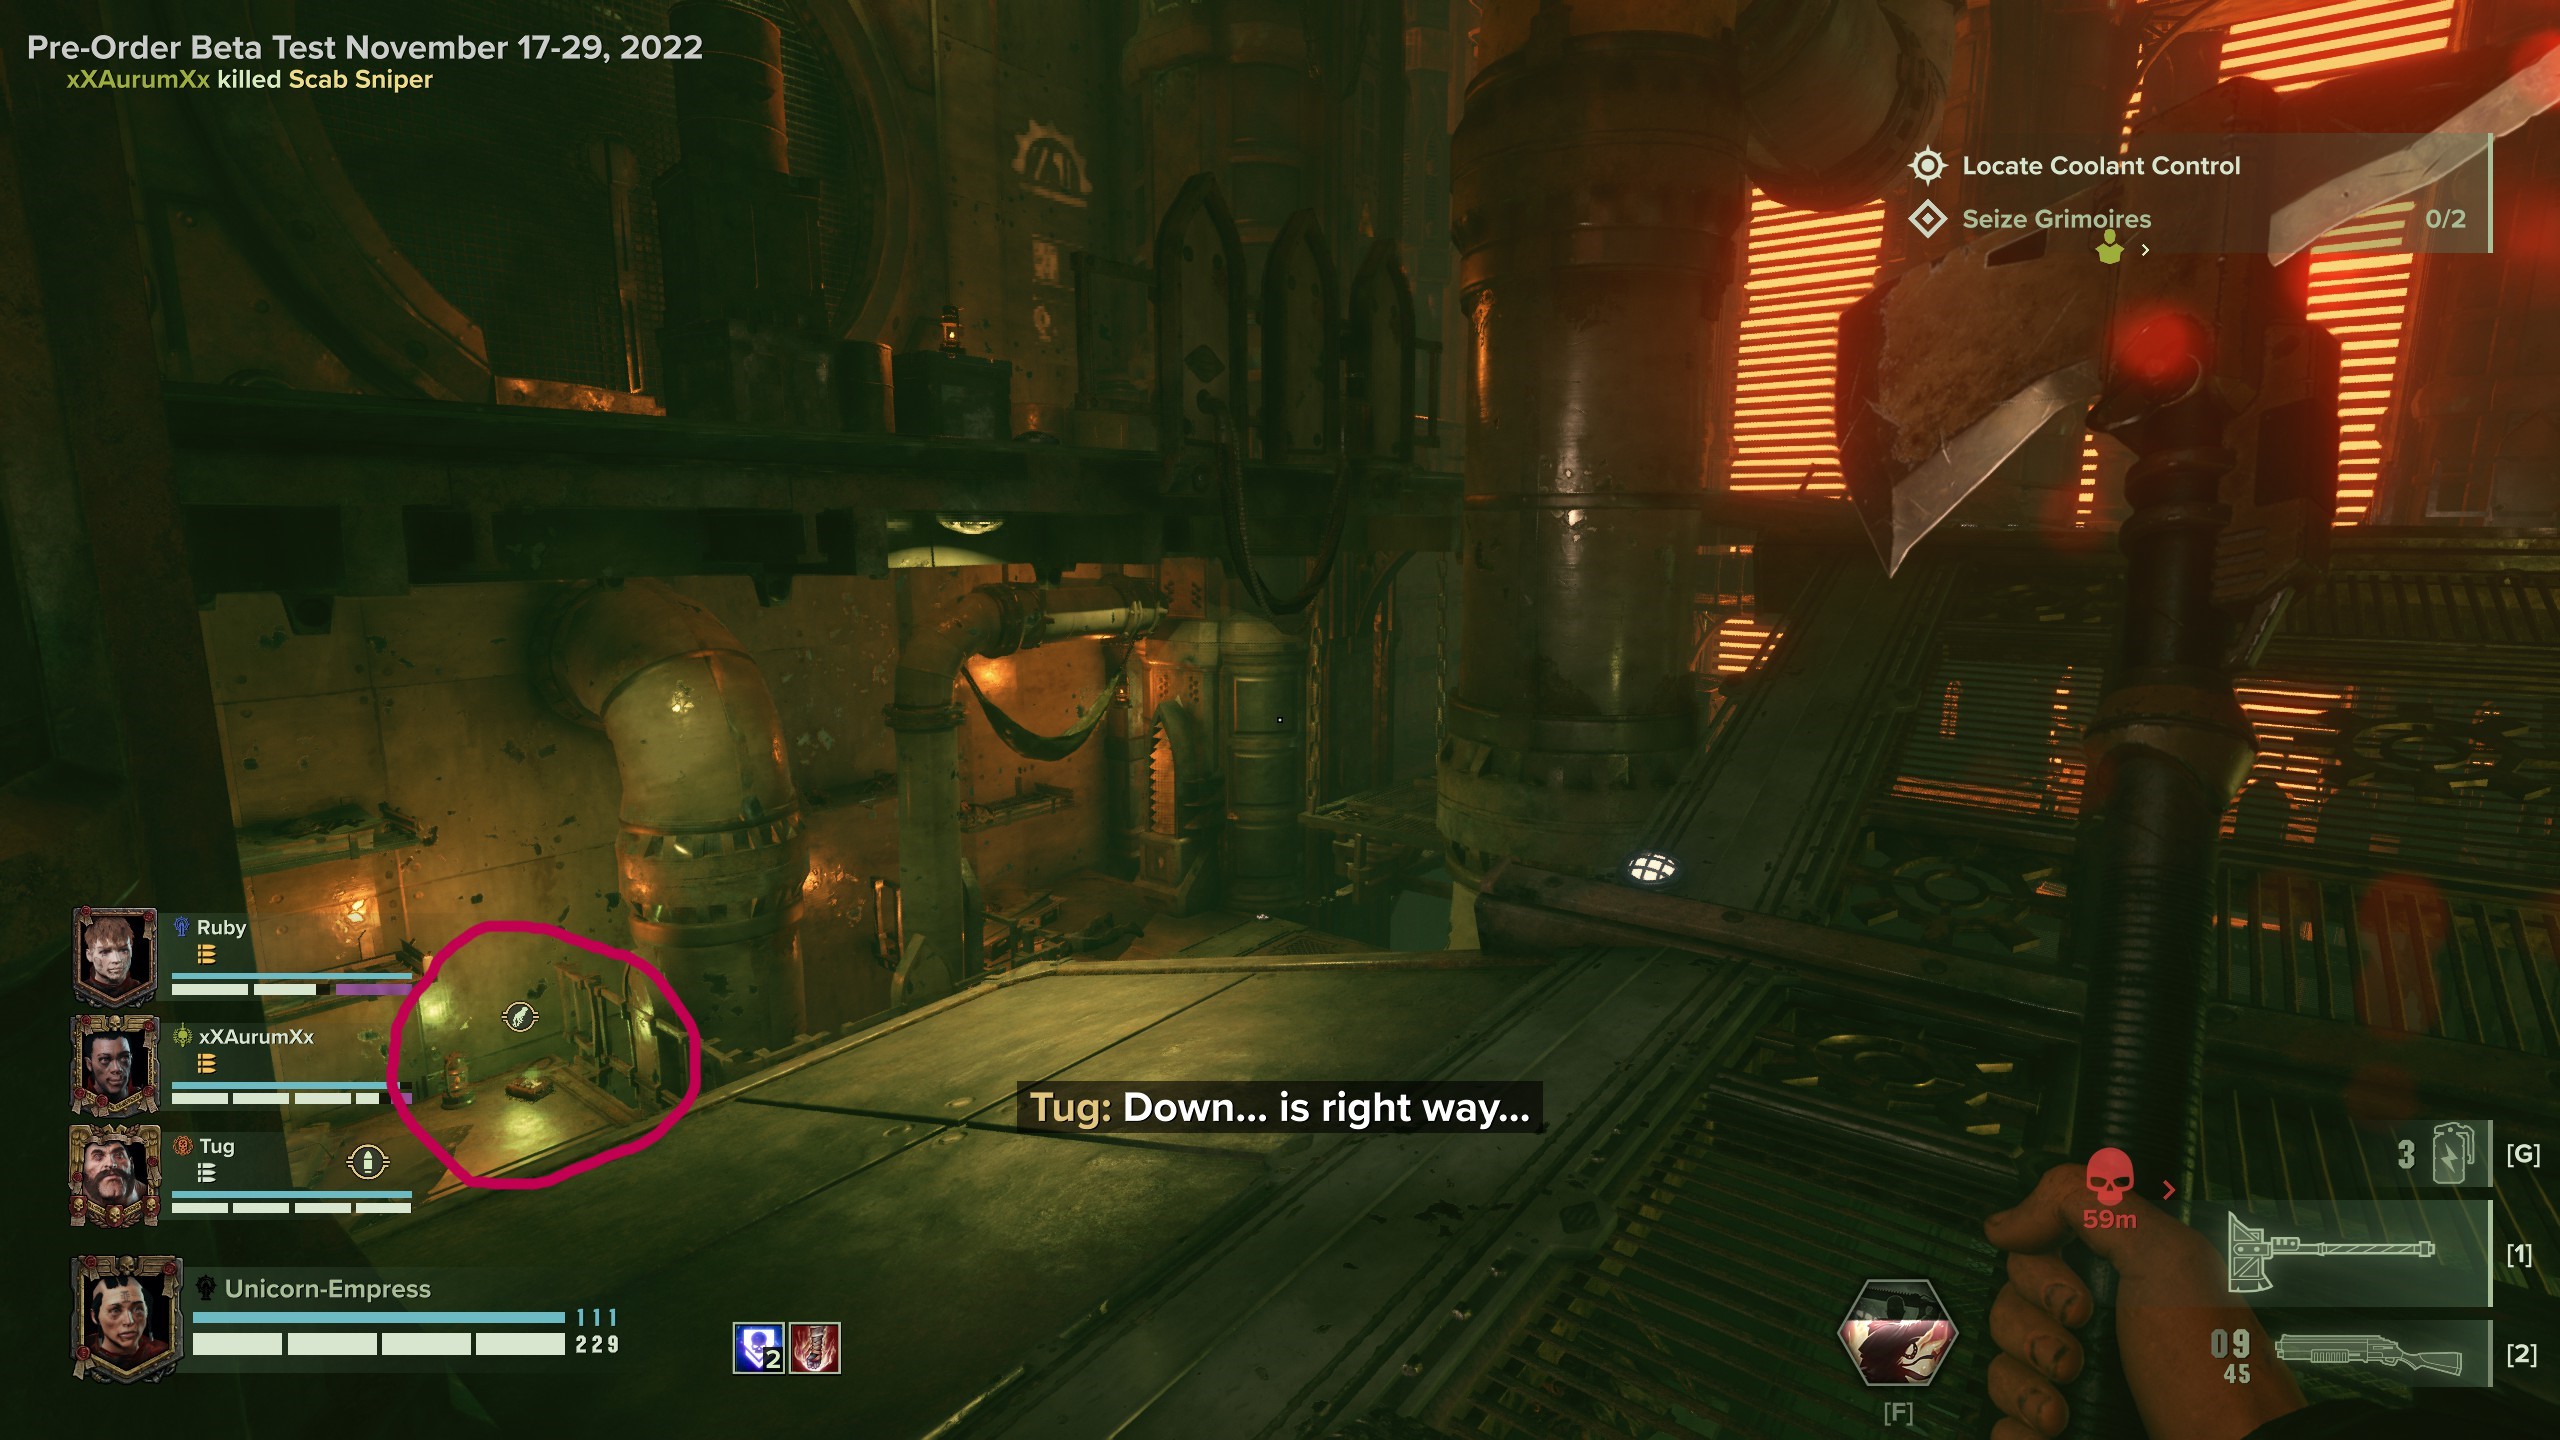 Pre-Order Beta Test November 17-29, 2022
xXAurumXx killed Scab Sniper
Locate Coolant Control
Seize Grimoires 0/2
Ruby
xXAurumXx
Tug: Down... is right way...
Tug
3 [G]
59m
[1]
Unicorn-Empress
111
229
2
09
45
[2]
[F]